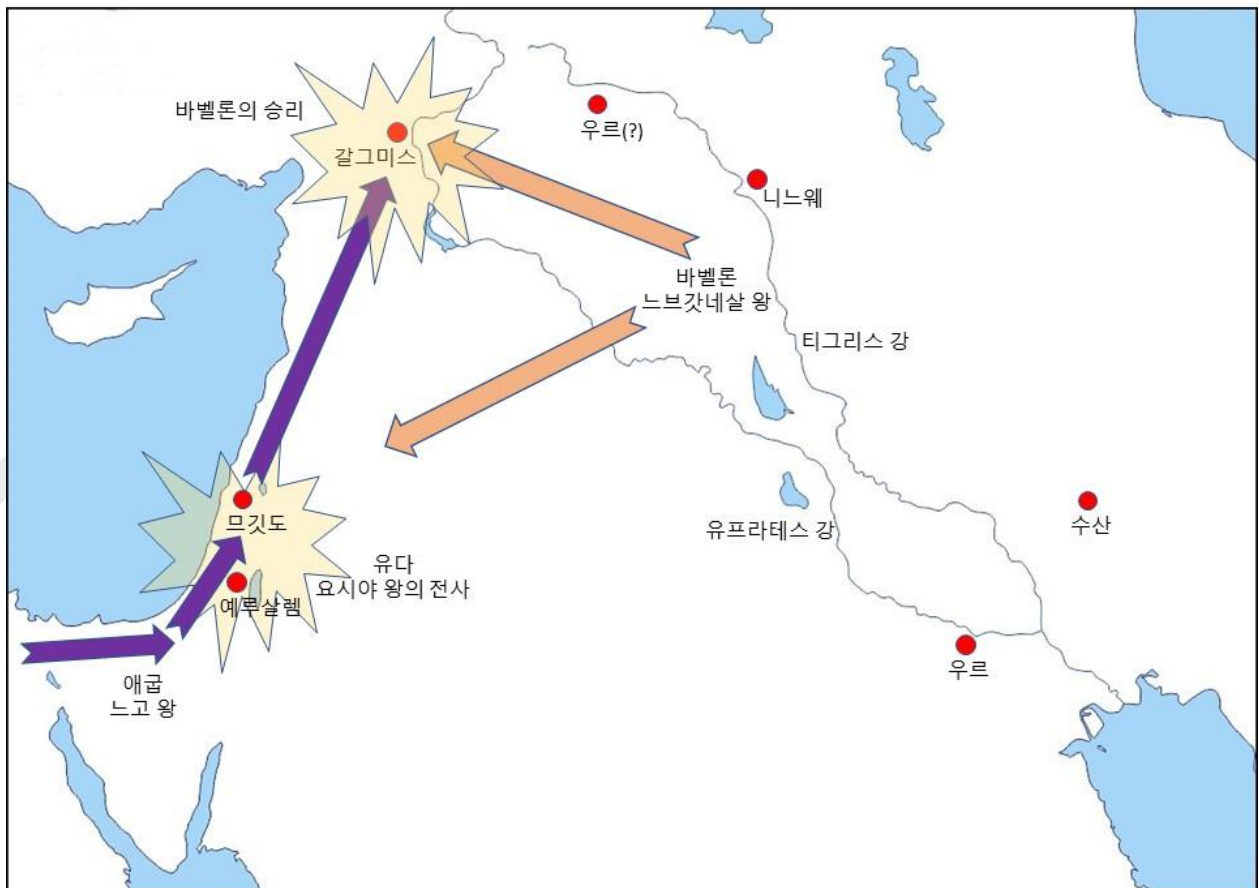 바벨론의 승리
갈그미스
우르(?)
니느웨
바벨론
느브갓네살 왕
티그리스 강
므깃도
유다
요시야 왕의 전사
예루살렘
유프라테스 강
수산
우르
애굽
느고 왕